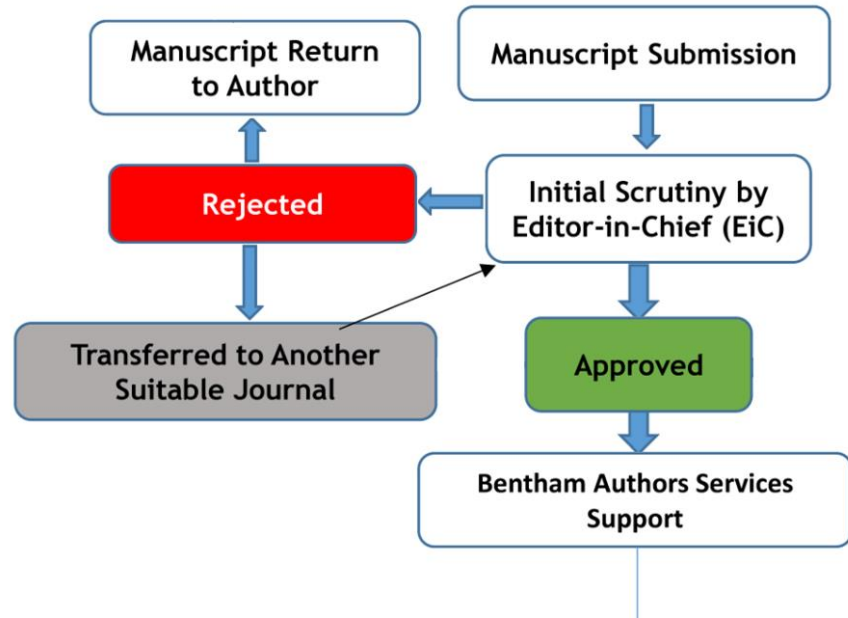 Manuscript Return
to Author
Manuscript Submission
Rejected
Initial Scrutiny by
Editor-in-Chief (EiC)
Transferred to Another
Suitable Journal
Approved
Bentham Authors Services
Support